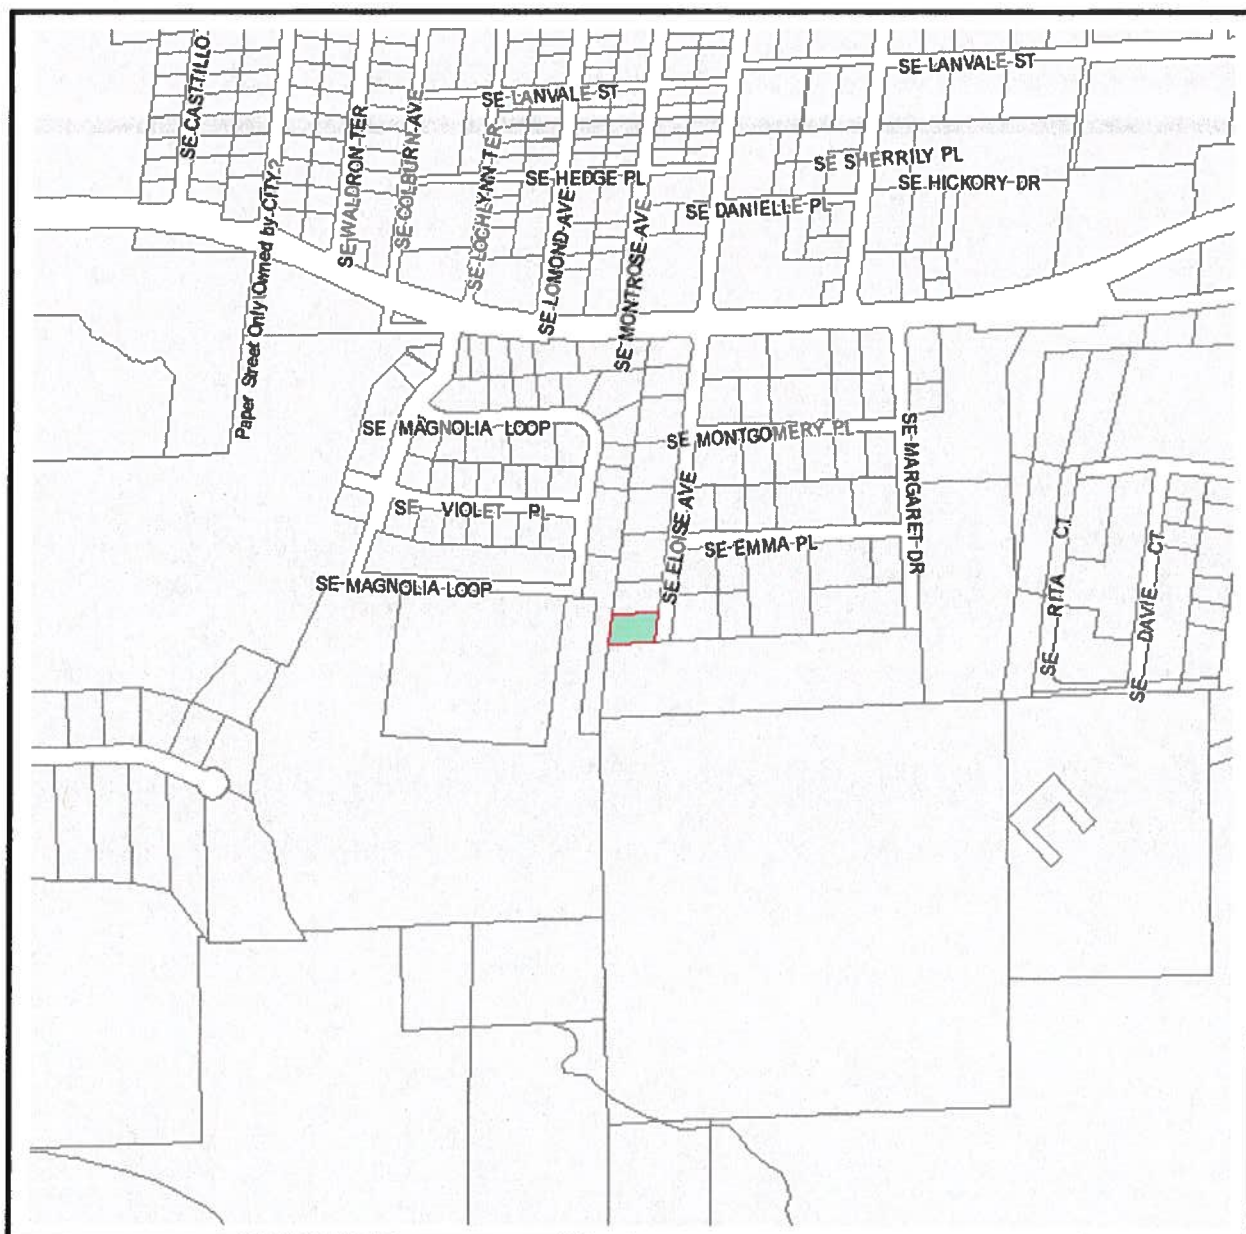 SE-CASTILLO.
SE LANVALE ST
SE LANVALE ST
SE WALDRON-TER
SE-COLBURN-AVE
SE-LOCHLYNN-TER
SE-HEDGE-PL
SE SHERRILY PL
SE-HICKORY-DR
SE DANIELLE-PL
SE-LOMOND-AVE
SE-MONTROSE-AVE
Paper Street Only Owned by-CITY?
SE MAGNOLIA LOOP
SE MONTGOMERY PL
SE-MARGARET-DR
SE VIOLET PL
SE-ELOISE-AVE
SE-EMMA-PL
SE-MAGNOLIA-LOOP
SE-RITA CT
SE-DAVIE-CT